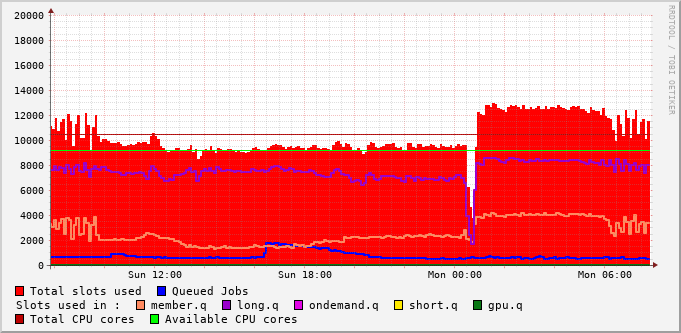 20000
18000
16000
14000
12000
10000
8000
6000
4000
2000
0
Sun 12:00 Sun 18:00 Mon 00:00 Mon 06:00
Total slots used Queued Jobs
Slots used in : member.q long.q ondemand.q short.q gpu.q
Total CPU cores Available CPU cores
RRDTOOL / TOBI OETIKER